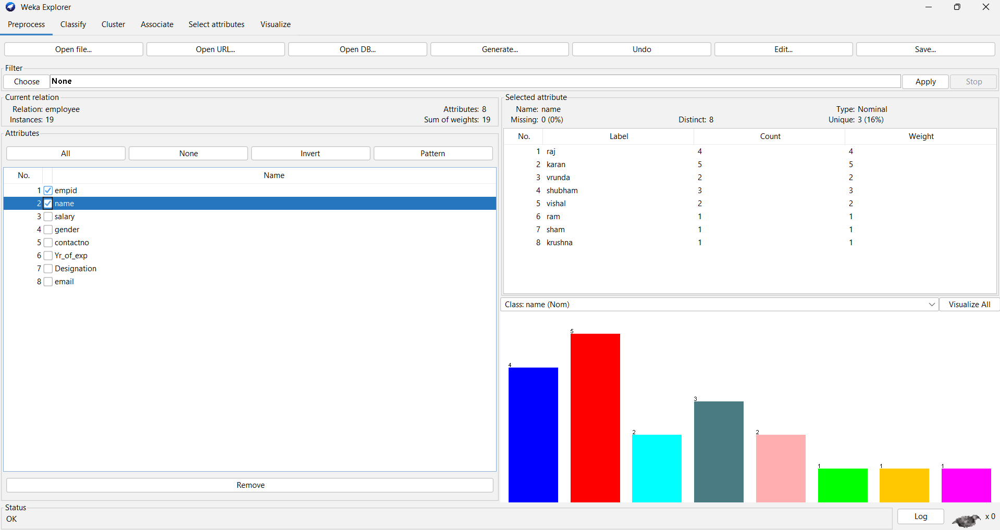 Weka Explorer
Preprocess Classify Cluster Associate Select attributes Visualize
Open file... Open URL... Open DB... Generate... Undo Edit... Save...
Filter
Choose None Apply Stop
Current relation
Relation: employee Attributes: 8
Instances: 19 Sum of weights: 19
Attributes
All None Invert Pattern
No. Name
1 empid
2 name
3 salary
4 gender
5 contactno
6 Yr_of_exp
7 Designation
8 email
Remove
Selected attribute
Name: name Type: Nominal
Missing: 0 (0%) Distinct: 8 Unique: 3 (16%)
No. Label Count Weight
1 raj 4 4
2 karan 5 5
3 vrunda 2 2
4 shubham 3 3
5 vishal 2 2
6 ram 1 1
7 sham 1 1
8 krushna 1 1
Class: name (Nom) Visualize All
4 5 2 3 2 1 1 1
Status
OK
Log x 0